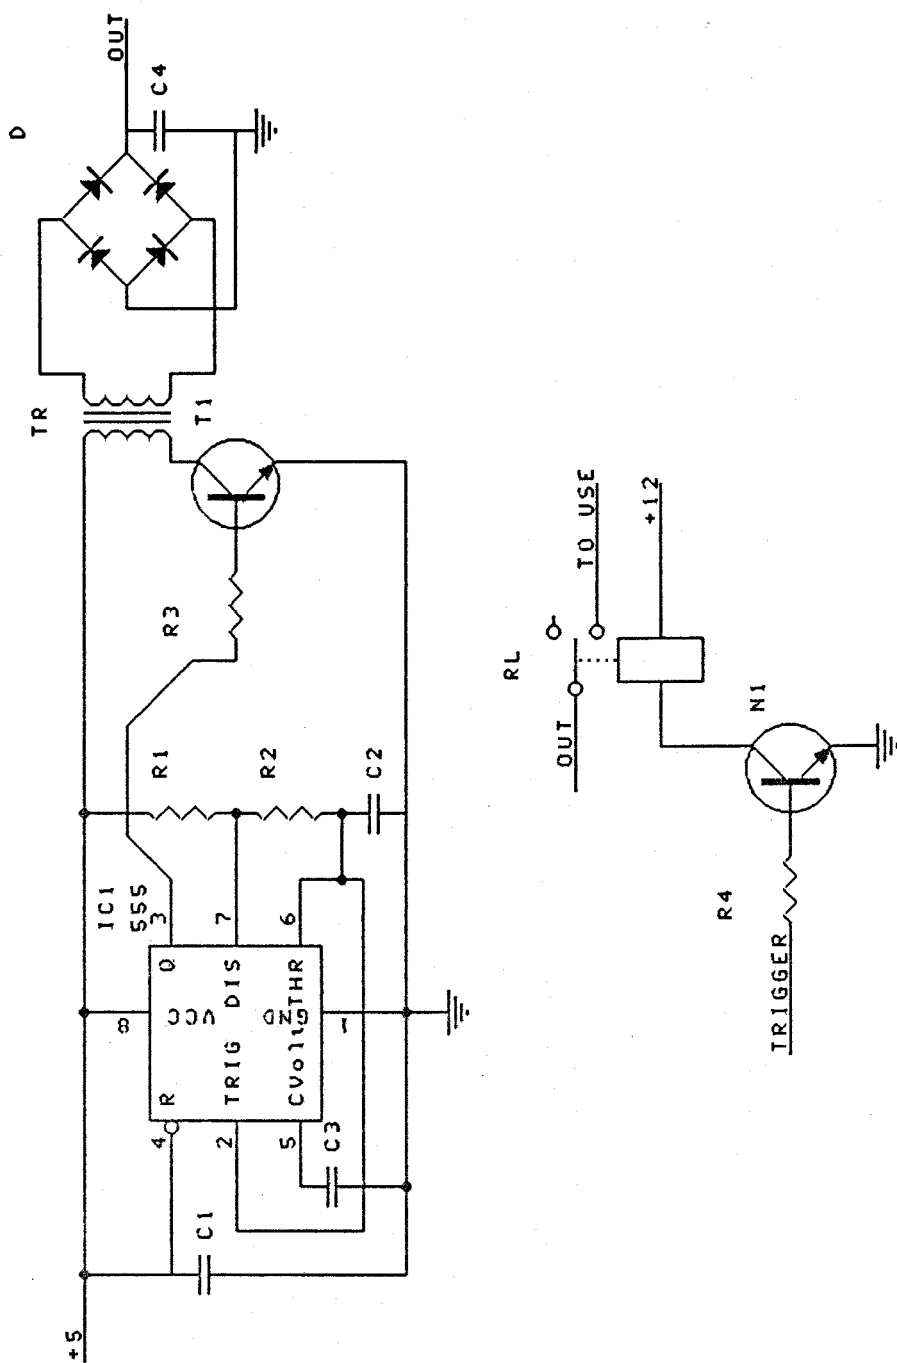 +5
C1
4
2
5
C3
R
TRIG
CVolt
8
VCC
GND
1
Q
DIS
THR
IC1
555
3
7
6
R1
R2
C2
R3
TR
T1
D
C4
OUT
TRIGGER
R4
N1
OUT
RL
TO USE
+12